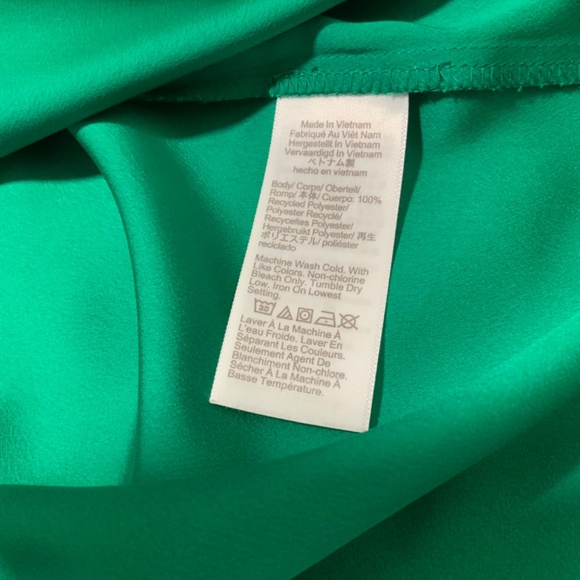 Made In Vietnam
Fabriqué Au Viêt Nam
Hergestellt In Vietnam
Vervaardigd In Vietnam
ベトナム製
hecho en vietnam
Body/ Corps/ Oberteil/
Romp/ 本体/ Cuerpo: 100%
Recycled Polyester/
Polyester Recyclé/
Recycelles Polyester/
Hergebruikt Polyester/ 再生
ポリエステル/ poliéster
reciclado
Machine Wash Cold. With
Like Colors. Non-chlorine
Bleach Only. Tumble Dry
Low, Iron On Lowest
Setting.
30
Laver À La Machine À
L'eau Froide. Laver En
Séparant Les Couleurs.
Seulement Agent De
Blanchiment Non-chlore.
Sécher À La Machine À
Basse Température.